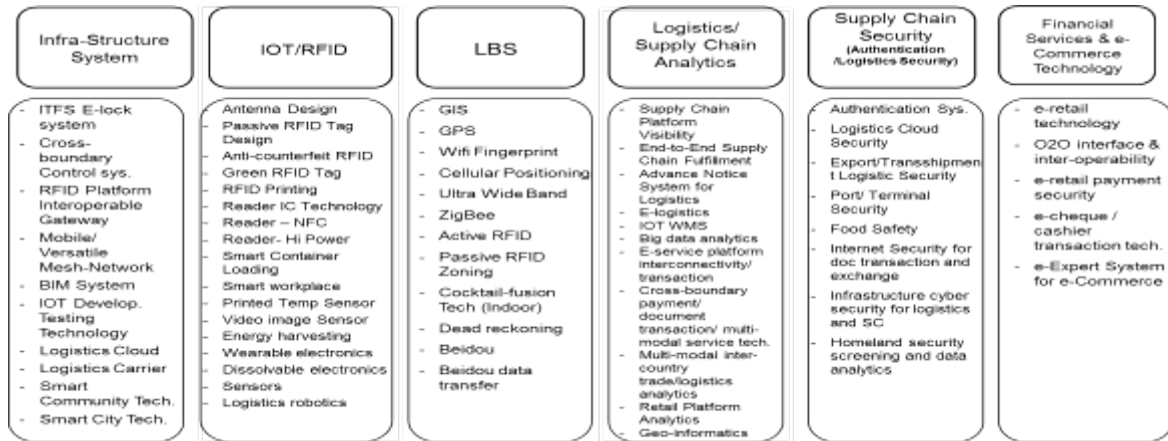 Infra-Structure
System
- ITFS E-lock
system
- Cross-
boundary
Control sys.
- RFID Platform
Interoperable
Gateway
- Mobile/
Versatile
Mesh-Network
- BIM System
- IOT Develop.
Testing
Technology
- Logistics Cloud
- Logistics Carrier
- Smart
Community Tech.
- Smart City Tech.
IOT/RFID
- Antenna Design
- Passive RFID Tag
Design
- Anti-counterfeit RFID
- Green RFID Tag
- RFID Printing
- Reader IC Technology
- Reader – NFC
- Reader- Hi Power
- Smart Container
Loading
- Smart workplace
- Printed Temp Sensor
- Video image Sensor
- Energy harvesting
- Wearable electronics
- Dissolvable electronics
- Sensors
- Logistics robotics
LBS
- GIS
- GPS
- Wifi Fingerprint
- Cellular Positioning
- Ultra Wide Band
- ZigBee
- Active RFID
- Passive RFID
Zoning
- Cocktail-fusion
Tech (Indoor)
- Dead reckoning
- Beidou
- Beidou data
transfer
Logistics/
Supply Chain
Analytics
- Supply Chain
Platform
Visibility
- End-to-End Supply
Chain Fulfillment
- Advance Notice
System for
Logistics
- E-logistics
- IOT WMS
- Big data analytics
- E-service platform
interconnectivity/
transaction
- Cross-boundary
payment/
document
transaction/ multi-
modal service tech.
- Multi-modal inter-
country
trade/logistics
analytics
- Retail Platform
Analytics
- Geo-informatics
Supply Chain
Security
(Authentication
/Logistics Security)
- Authentication Sys.
- Logistics Cloud
Security
- Export/Transshipmen
t Logistic Security
- Port/ Terminal
Security
- Food Safety
- Internet Security for
doc transaction and
exchange
- Infrastructure cyber
security for logistics
and SC
- Homeland security
screening and data
analytics
Financial
Services & e-
Commerce
Technology
- e-retail
technology
- O2O interface &
inter-operability
- e-retail payment
security
- e-cheque /
cashier
transaction tech.
- e-Expert System
for e-Commerce